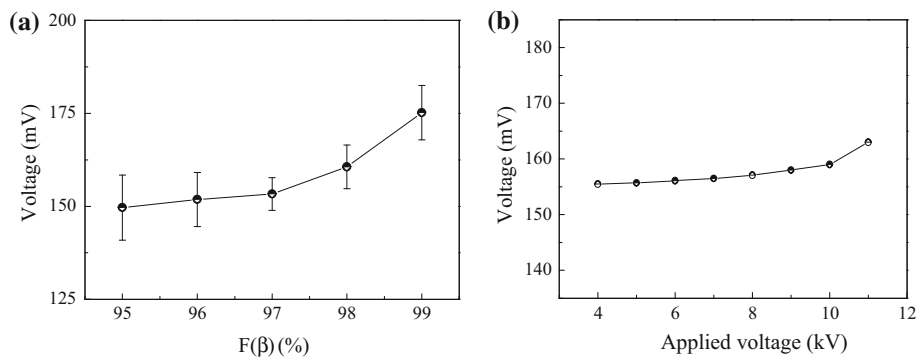 (a)
200
175
150
125
Voltage (mV)
95 96 97 98 99
F(β) (%)
(b)
180
170
160
150
140
Voltage (mV)
4 6 8 10 12
Applied voltage (kV)